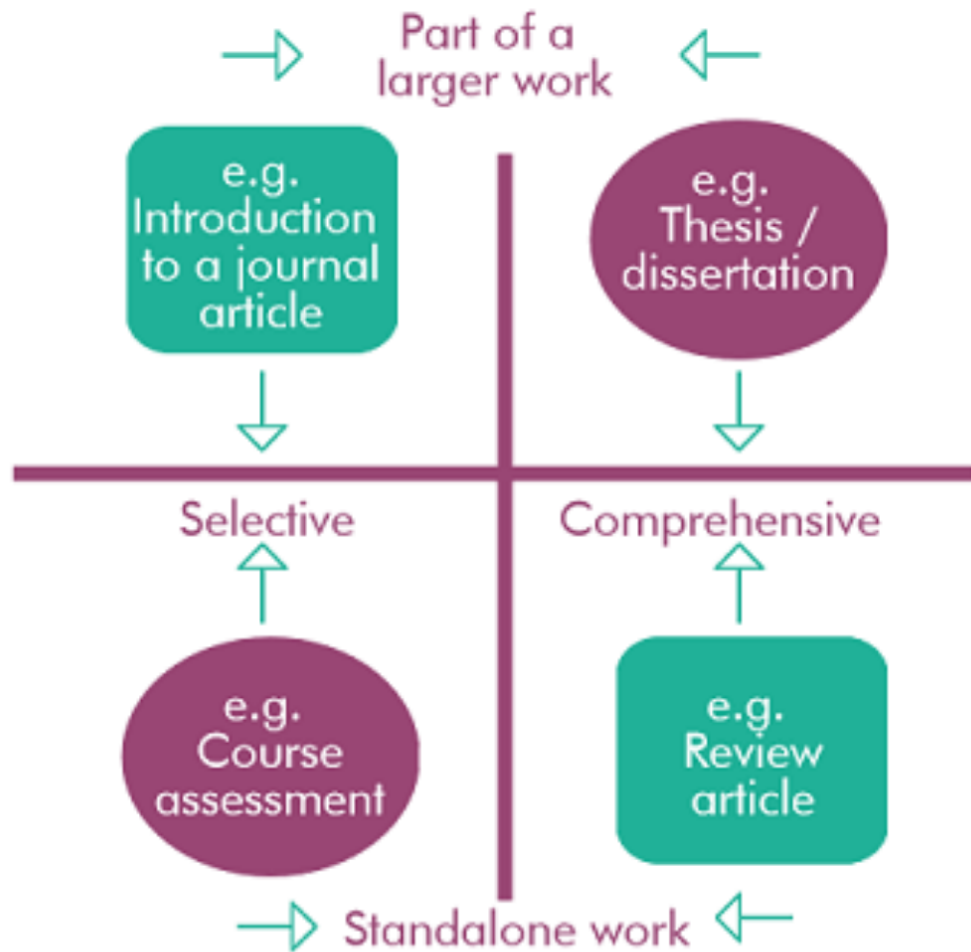 Part of a
larger work
e.g.
Introduction
to a journal
article
e.g.
Thesis /
dissertation
Selective
Comprehensive
e.g.
Course
assessment
e.g.
Review
article
Standalone work